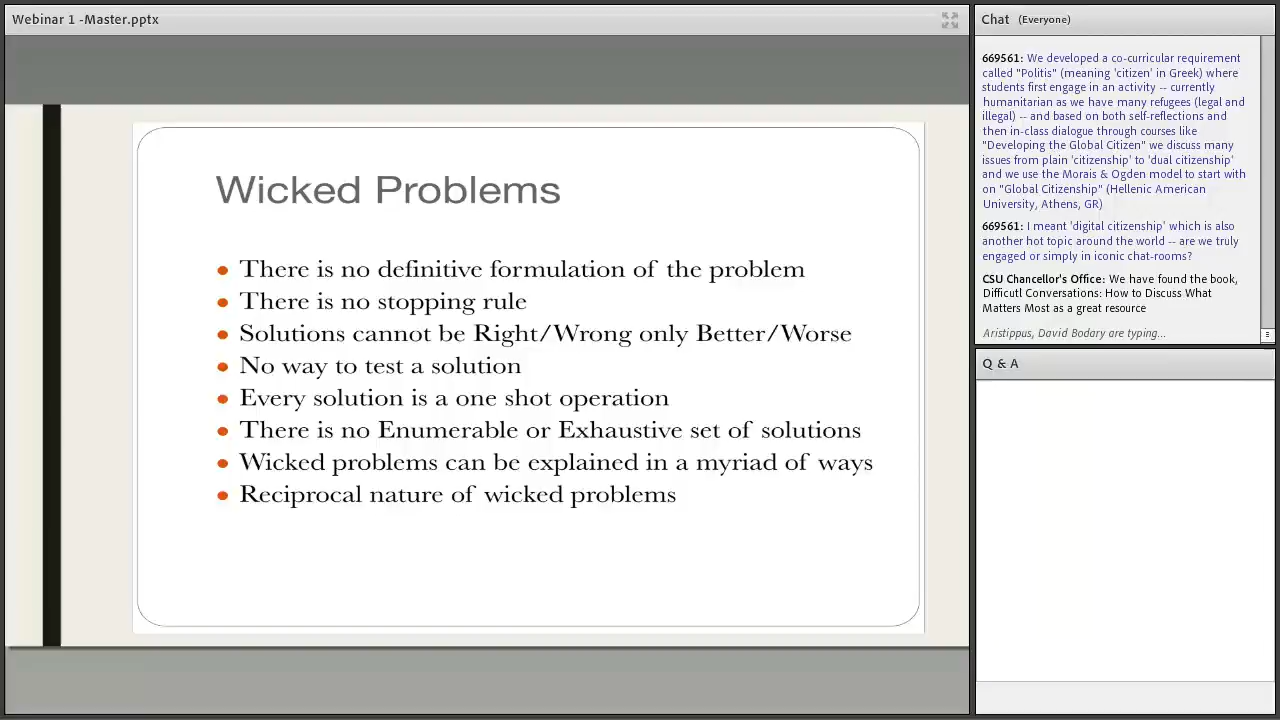 Webinar 1 -Master.pptx
Wicked Problems
• There is no definitive formulation of the problem
• There is no stopping rule
• Solutions cannot be Right/Wrong only Better/Worse
• No way to test a solution
• Every solution is a one shot operation
• There is no Enumerable or Exhaustive set of solutions
• Wicked problems can be explained in a myriad of ways
• Reciprocal nature of wicked problems
Chat (Everyone)
669561: We developed a co-curricular requirement
called "Politis" (meaning 'citizen' in Greek) where
students first engage in an activity -- currently
humanitarian as we have many refugees (legal and
illegal) -- and based on both self-reflections and
then in-class dialogue through courses like
"Developing the Global Citizen" we discuss many
issues from plain 'citizenship' to 'dual citizenship'
and we use the Morais & Ogden model to start with
on "Global Citizenship" (Hellenic American
University, Athens, GR)
669561: I meant 'digital citizenship' which is also
another hot topic around the world -- are we truly
engaged or simply in iconic chat-rooms?
CSU Chancellor's Office: We have found the book,
Difficutl Conversations: How to Discuss What
Matters Most as a great resource
Aristippus, David Bodary are typing...
Q & A